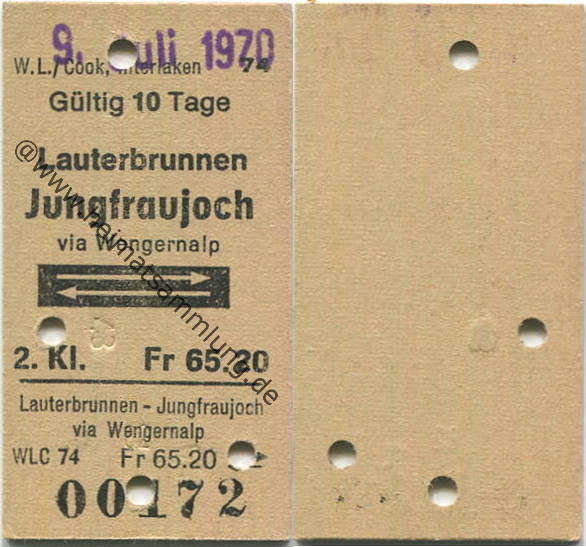 9. Juli 1970
W.L./Cook, Interlaken 74
Gültig 10 Tage
Lauterbrunnen
Jungfraujoch
via Wengernalp
43
2. Kl. Fr 65.20
Lauterbrunnen - Jungfraujoch
via Wengernalp
WLC 74 Fr 65.20
00172
@www.heimatsammlung.de